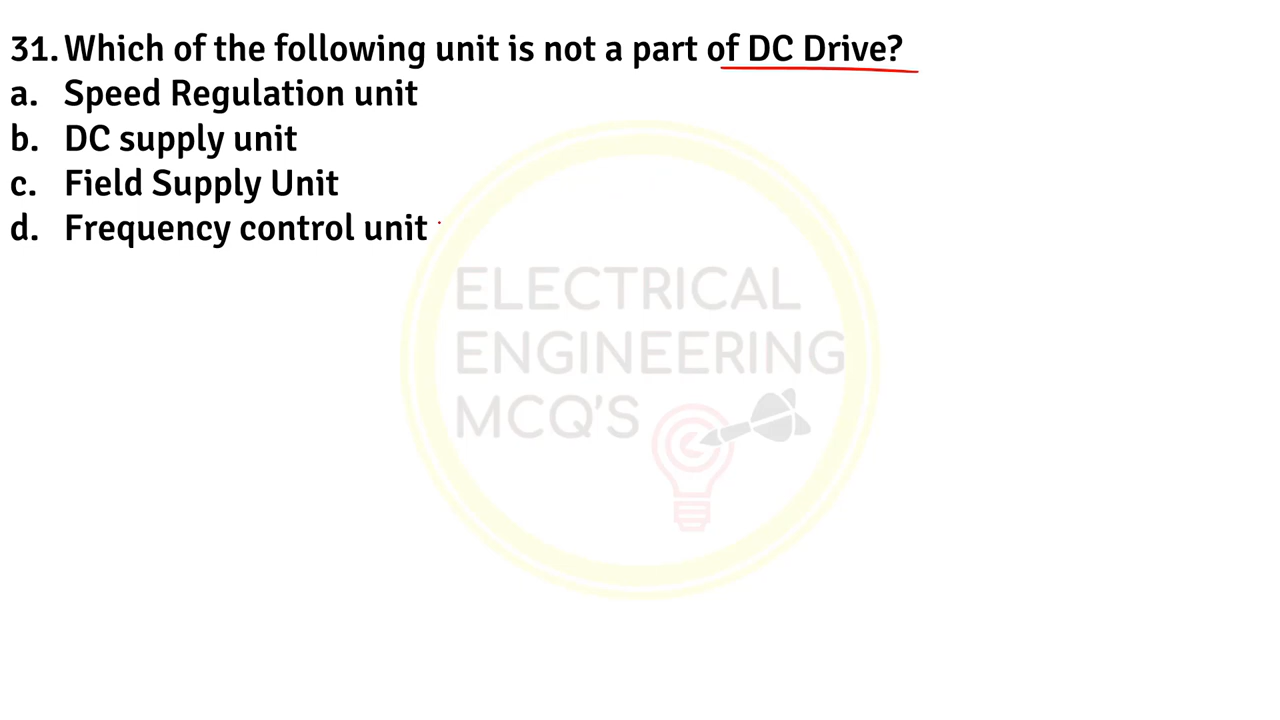 31. Which of the following unit is not a part of DC Drive?
a. Speed Regulation unit
b. DC supply unit
c. Field Supply Unit
d. Frequency control unit
ELECTRICAL
ENGINEERING
MCQ'S